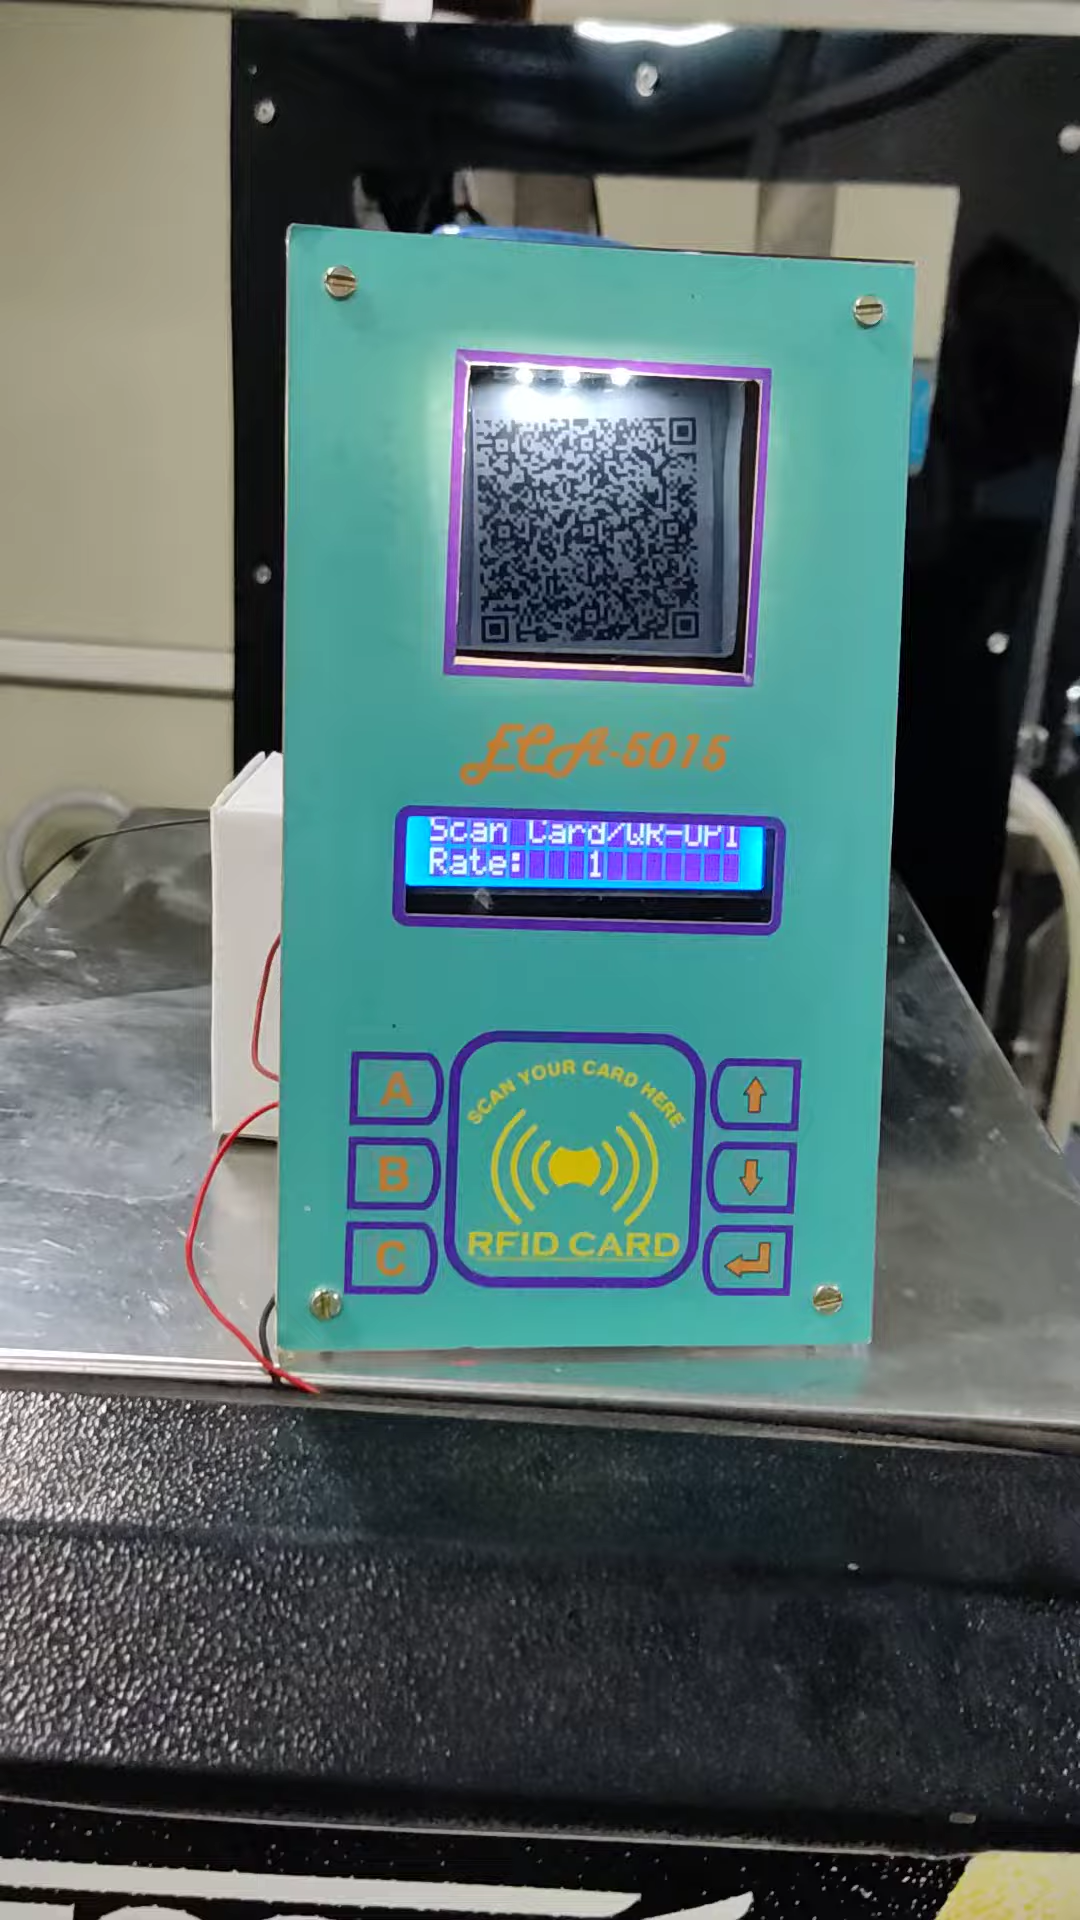 ECA-5015
Scan Card/QR-UPI
Rate: 1
SCAN YOUR CARD HERE
RFID CARD
A
B
C